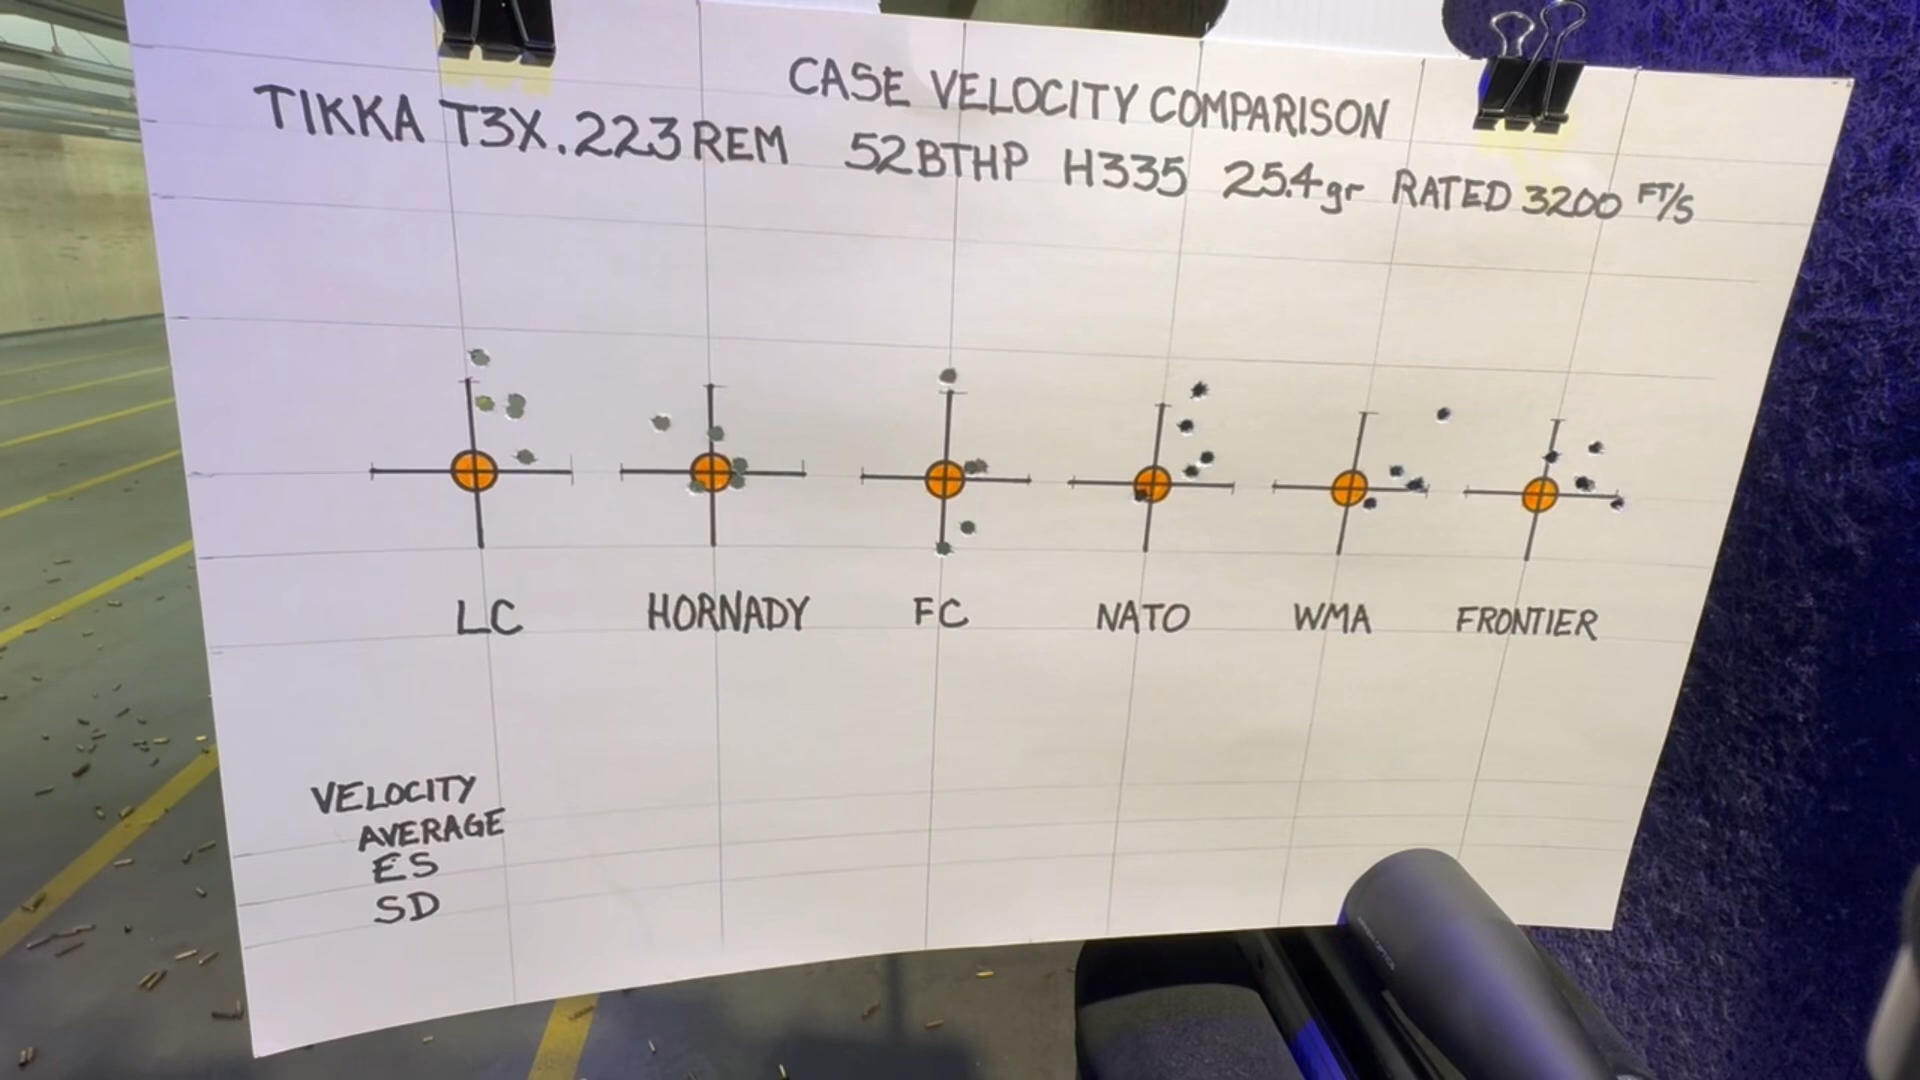 CASE VELOCITY COMPARISON
TIKKA T3X .223 REM 52BTHP H335 25.4gr RATED 3200 FT/S
LC HORNADY FC NATO WMA FRONTIER
VELOCITY
AVERAGE
ES
SD